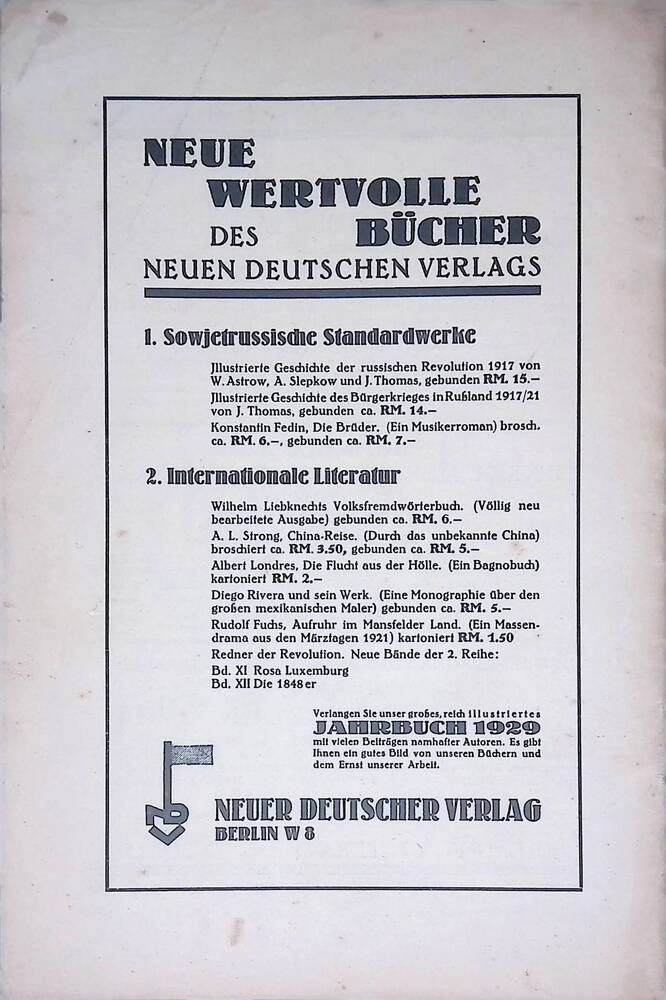 NEUE
WERTVOLLE
DES BÜCHER
NEUEN DEUTSCHEN VERLAGS
1. Sowjetrussische Standardwerke
Jllustrierte Geschichte der russischen Revolution 1917 von
W. Astrow, A. Slepkow und J. Thomas, gebunden RM. 15.–
Jllustrierte Geschichte des Bürgerkrieges in Rußland 1917/21
von J. Thomas, gebunden ca. RM. 14.–
Konstantin Fedin, Die Brüder. (Ein Musikerroman) brosch.
ca. RM. 6.–, gebunden ca. RM. 7.–
2. Internationale Literatur
Wilhelm Liebknechts Volksfremdwörterbuch. (Völlig neu
bearbeitete Ausgabe) gebunden ca. RM. 6.–
A. L. Strong, China-Reise. (Durch das unbekannte China)
broschiert ca. RM. 3.50, gebunden ca. RM. 5.–
Albert Londres, Die Flucht aus der Hölle. (Ein Bagnobuch)
kartoniert RM. 2.–
Diego Rivera und sein Werk. (Eine Monographie über den
großen mexikanischen Maler) gebunden ca. RM. 5.–
Rudolf Fuchs, Aufruhr im Mansfelder Land. (Ein Massen-
drama aus den Märztagen 1921) kartoniert RM. 1.50
Redner der Revolution. Neue Bände der 2. Reihe:
Bd. XI Rosa Luxemburg
Bd. XII Die 1848er
Verlangen Sie unser großes, reich illustriertes
JAHRBUCH 1929
mit vielen Beiträgen namhafter Autoren. Es gibt
Ihnen ein gutes Bild von unseren Büchern und
dem Ernst unserer Arbeit.
NDV
NEUER DEUTSCHER VERLAG
BERLIN W 8